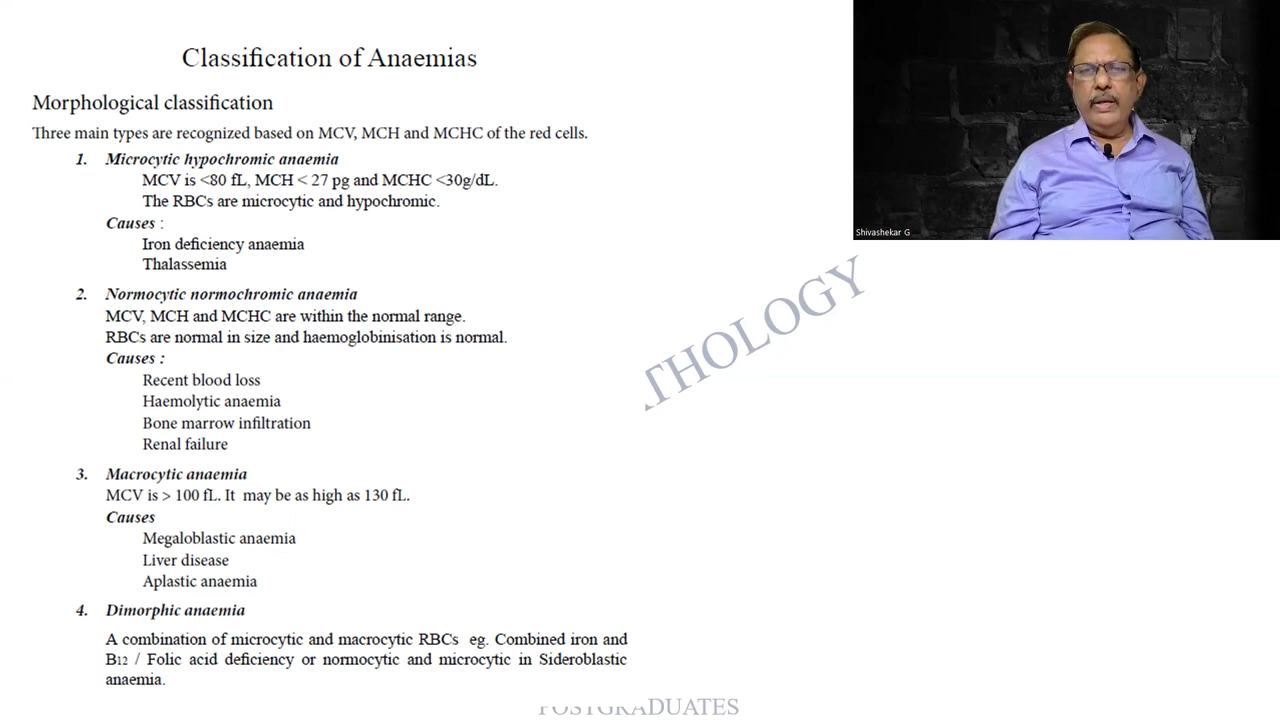 Classification of Anaemias
Morphological classification
Three main types are recognized based on MCV, MCH and MCHC of the red cells.
1. Microcytic hypochromic anaemia
MCV is <80 fL, MCH < 27 pg and MCHC <30g/dL.
The RBCs are microcytic and hypochromic.
Causes :
Iron deficiency anaemia
Thalassemia
2. Normocytic normochromic anaemia
MCV, MCH and MCHC are within the normal range.
RBCs are normal in size and haemoglobinisation is normal.
Causes :
Recent blood loss
Haemolytic anaemia
Bone marrow infiltration
Renal failure
3. Macrocytic anaemia
MCV is > 100 fL. It may be as high as 130 fL.
Causes
Megaloblastic anaemia
Liver disease
Aplastic anaemia
4. Dimorphic anaemia
A combination of microcytic and macrocytic RBCs eg. Combined iron and
B12 / Folic acid deficiency or normocytic and microcytic in Sideroblastic
anaemia.
Shivashekar G
THOLOGY
POSTGRADUATES